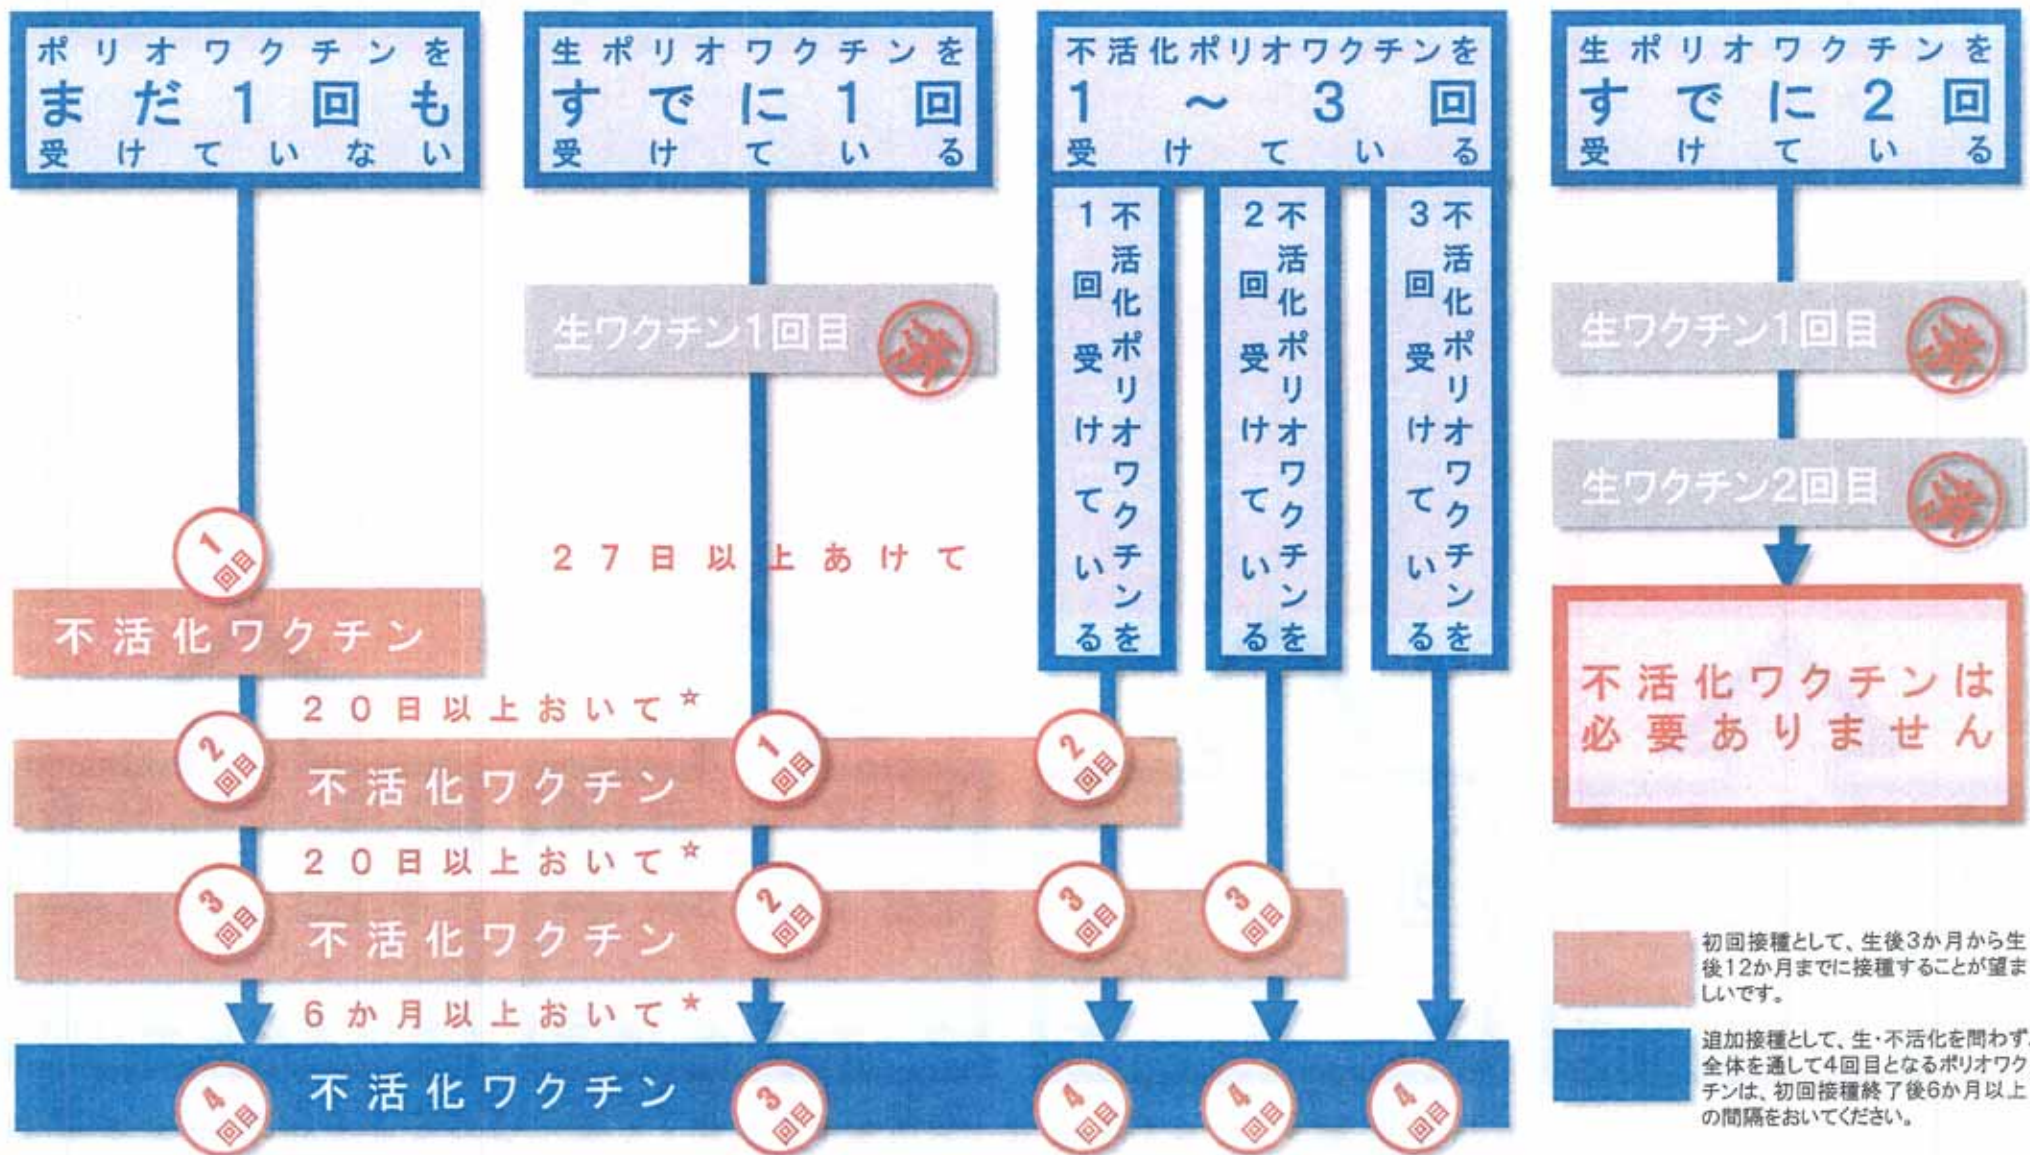 ポリオワクチンを
まだ1回も
受けていない
生ポリオワクチンを
すでに1回
受けている
不活化ポリオワクチンを
1～3回
受けている
生ポリオワクチンを
すでに2回
受けている
不活化ポリオワクチンを
1回受けている
不活化ポリオワクチンを
2回受けている
不活化ポリオワクチンを
3回受けている
生ワクチン1回目
済
生ワクチン1回目
済
生ワクチン2回目
済
27日以上あけて
1回目
不活化ワクチン
20日以上おいて☆
2回目
不活化ワクチン
1回目
2回目
不活化ワクチンは
必要ありません
20日以上おいて☆
3回目
不活化ワクチン
2回目
3回目
3回目
6か月以上おいて★
4回目
不活化ワクチン
3回目
4回目
4回目
4回目
初回接種として、生後3か月から生
後12か月までに接種することが望ま
しいです。
追加接種として、生・不活化を問わず、
全体を通して4回目となるポリオワク
チンは、初回接種終了後6か月以上
の間隔をおいてください。